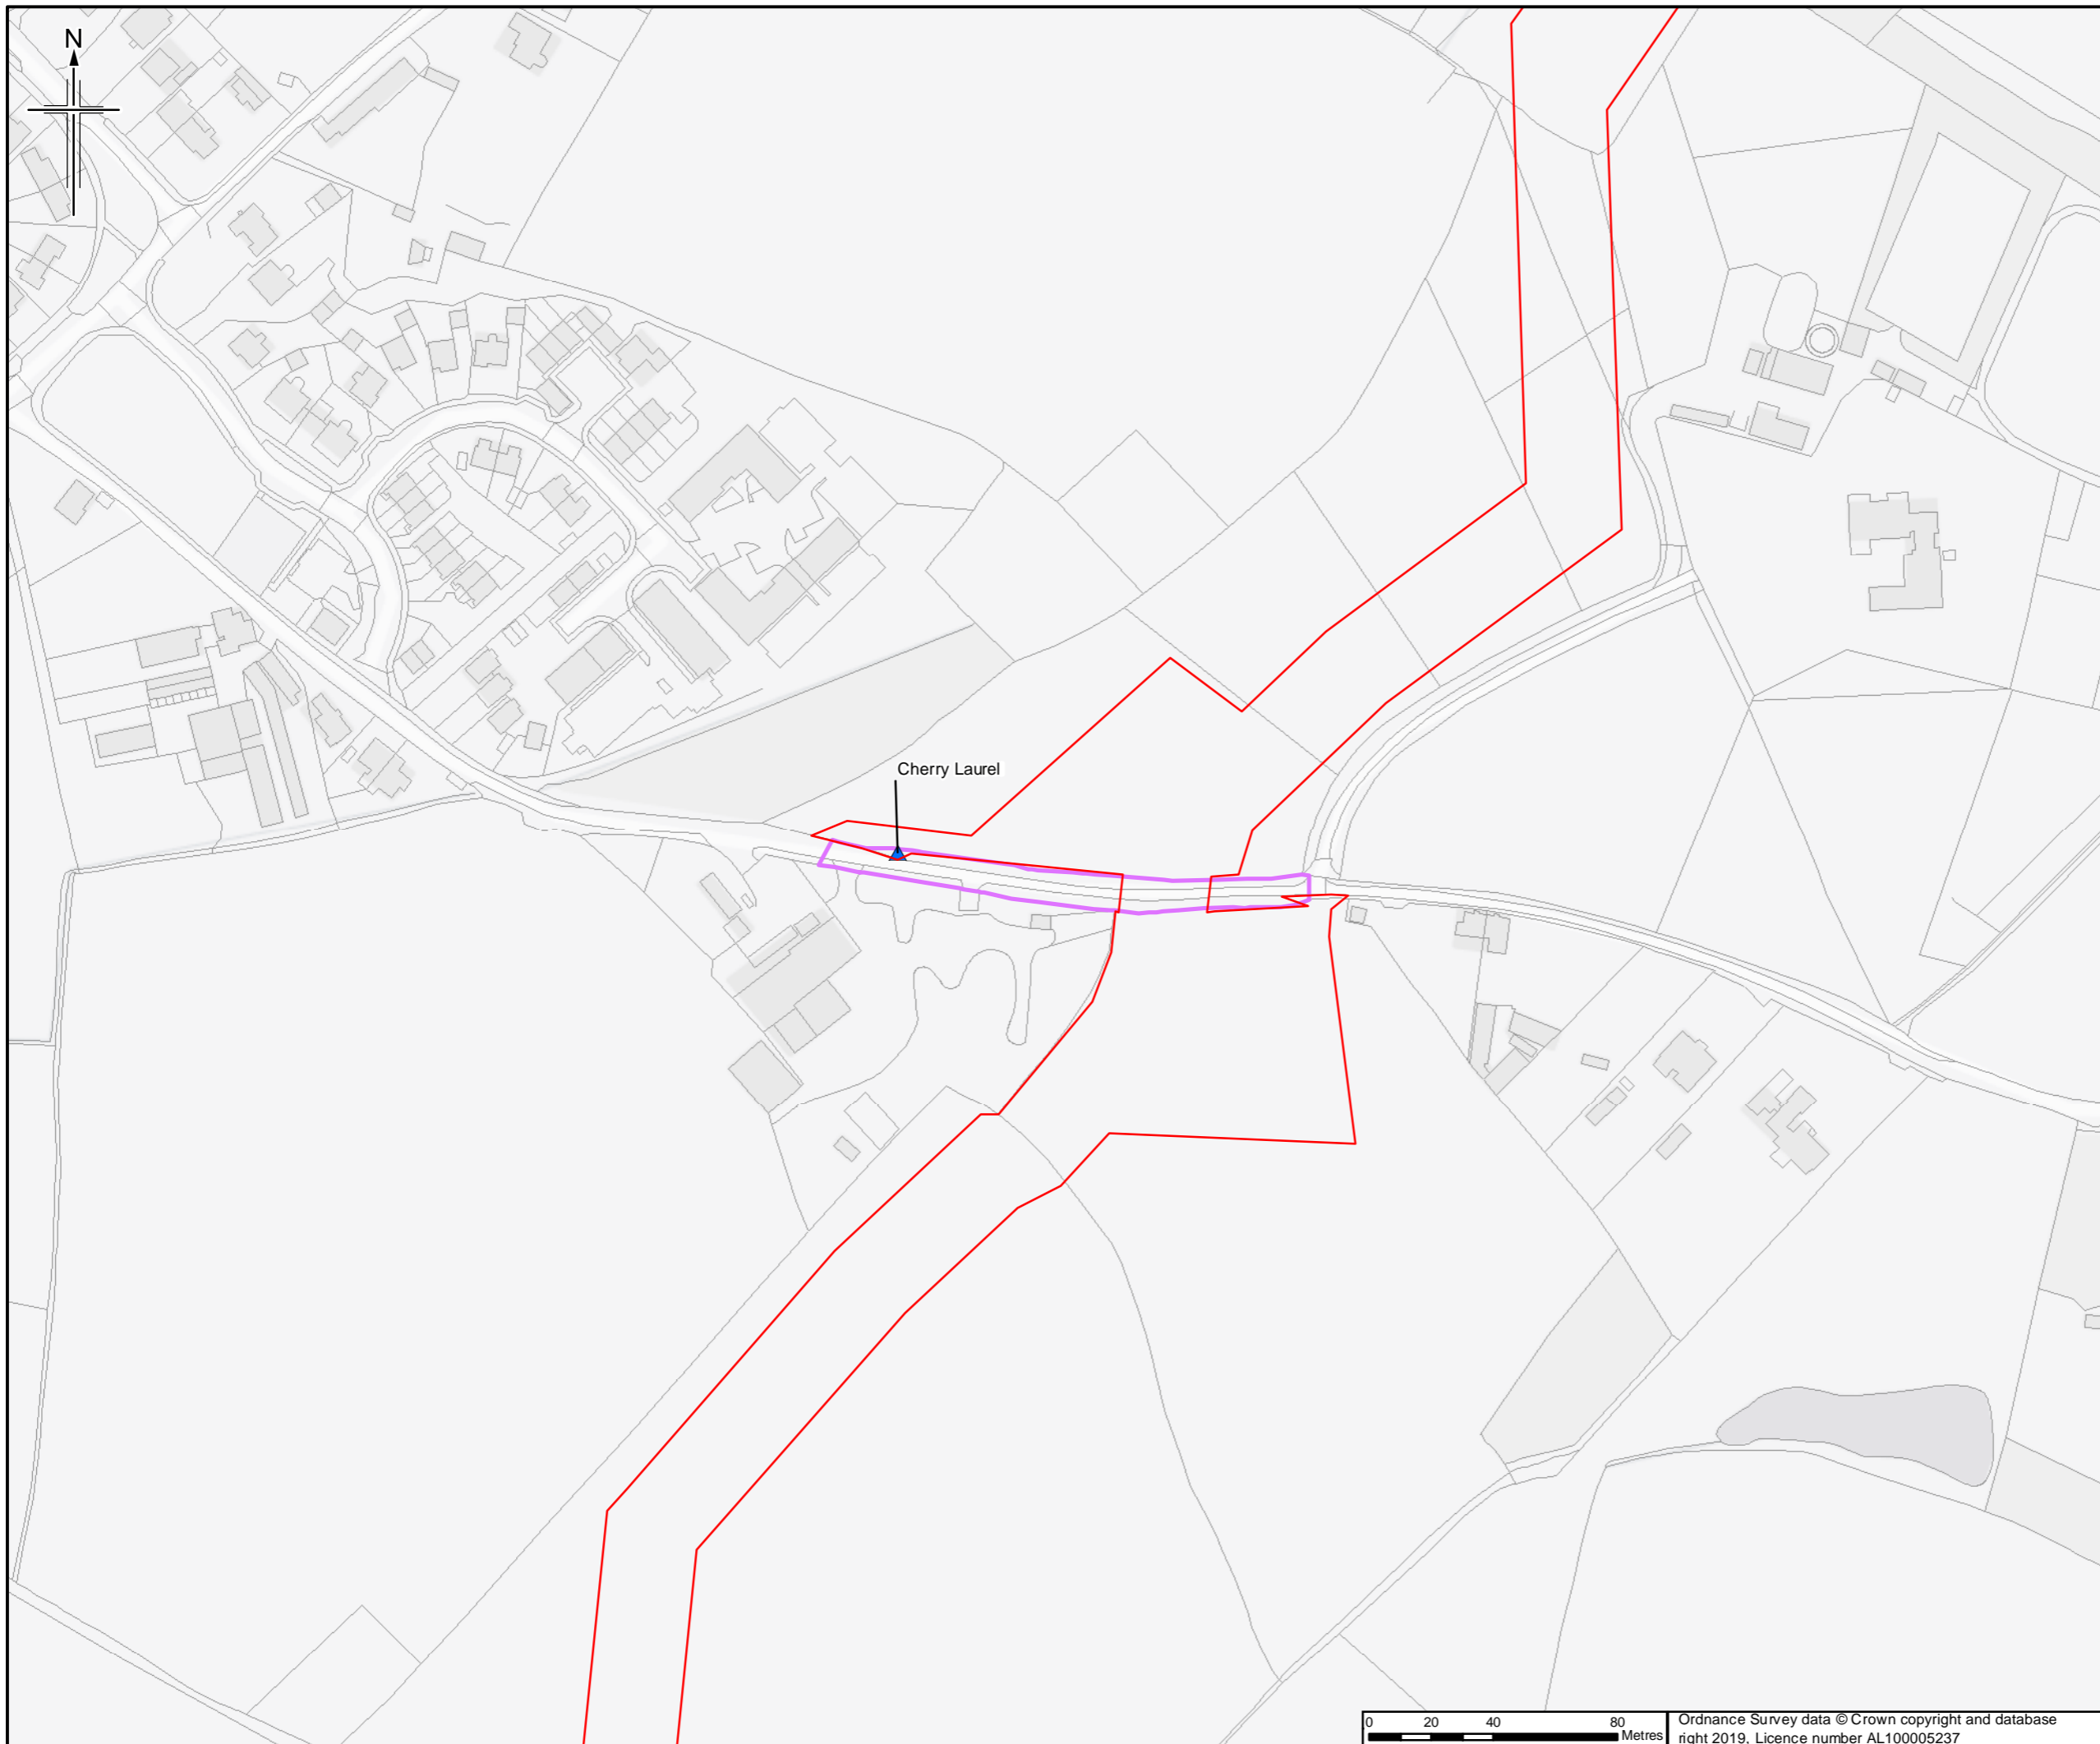 N
Cherry Laurel
0 20 40 80
Metres
Ordnance Survey data © Crown copyright and database
right 2019, Licence number AL100005237